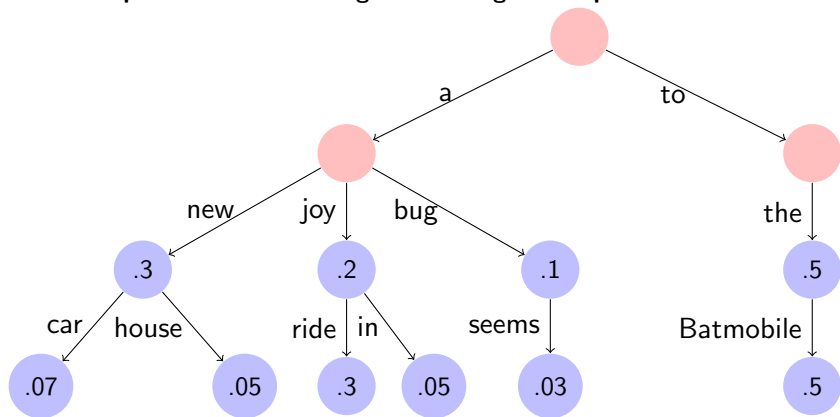 a to
new joy bug the
.3 .2 .1 .5
car house ride in seems Batmobile
.07 .05 .3 .05 .03 .5